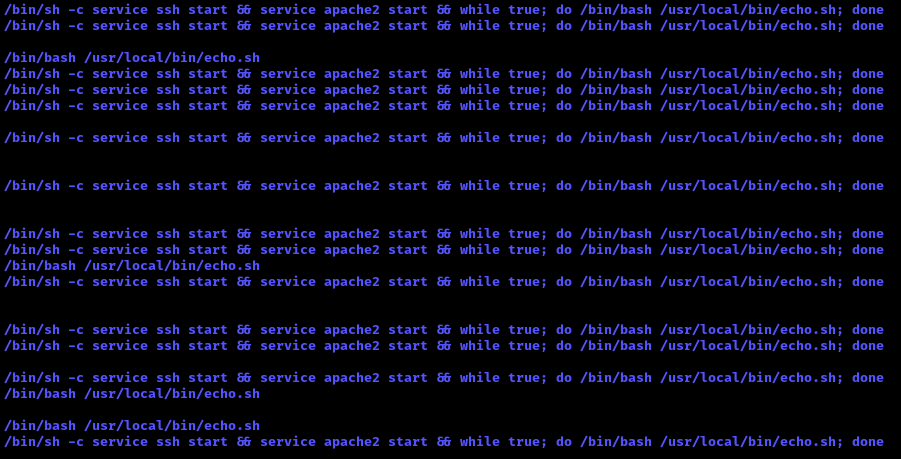 /bin/sh -c service ssh start && service apache2 start && while true; do /bin/bash /usr/local/bin/echo.sh; done
/bin/sh -c service ssh start && service apache2 start && while true; do /bin/bash /usr/local/bin/echo.sh; done
/bin/bash /usr/local/bin/echo.sh
/bin/sh -c service ssh start && service apache2 start && while true; do /bin/bash /usr/local/bin/echo.sh; done
/bin/sh -c service ssh start && service apache2 start && while true; do /bin/bash /usr/local/bin/echo.sh; done
/bin/sh -c service ssh start && service apache2 start && while true; do /bin/bash /usr/local/bin/echo.sh; done
/bin/sh -c service ssh start && service apache2 start && while true; do /bin/bash /usr/local/bin/echo.sh; done
/bin/sh -c service ssh start && service apache2 start && while true; do /bin/bash /usr/local/bin/echo.sh; done
/bin/sh -c service ssh start && service apache2 start && while true; do /bin/bash /usr/local/bin/echo.sh; done
/bin/sh -c service ssh start && service apache2 start && while true; do /bin/bash /usr/local/bin/echo.sh; done
/bin/bash /usr/local/bin/echo.sh
/bin/sh -c service ssh start && service apache2 start && while true; do /bin/bash /usr/local/bin/echo.sh; done
/bin/sh -c service ssh start && service apache2 start && while true; do /bin/bash /usr/local/bin/echo.sh; done
/bin/sh -c service ssh start && service apache2 start && while true; do /bin/bash /usr/local/bin/echo.sh; done
/bin/sh -c service ssh start && service apache2 start && while true; do /bin/bash /usr/local/bin/echo.sh; done
/bin/bash /usr/local/bin/echo.sh
/bin/bash /usr/local/bin/echo.sh
/bin/sh -c service ssh start && service apache2 start && while true; do /bin/bash /usr/local/bin/echo.sh; done